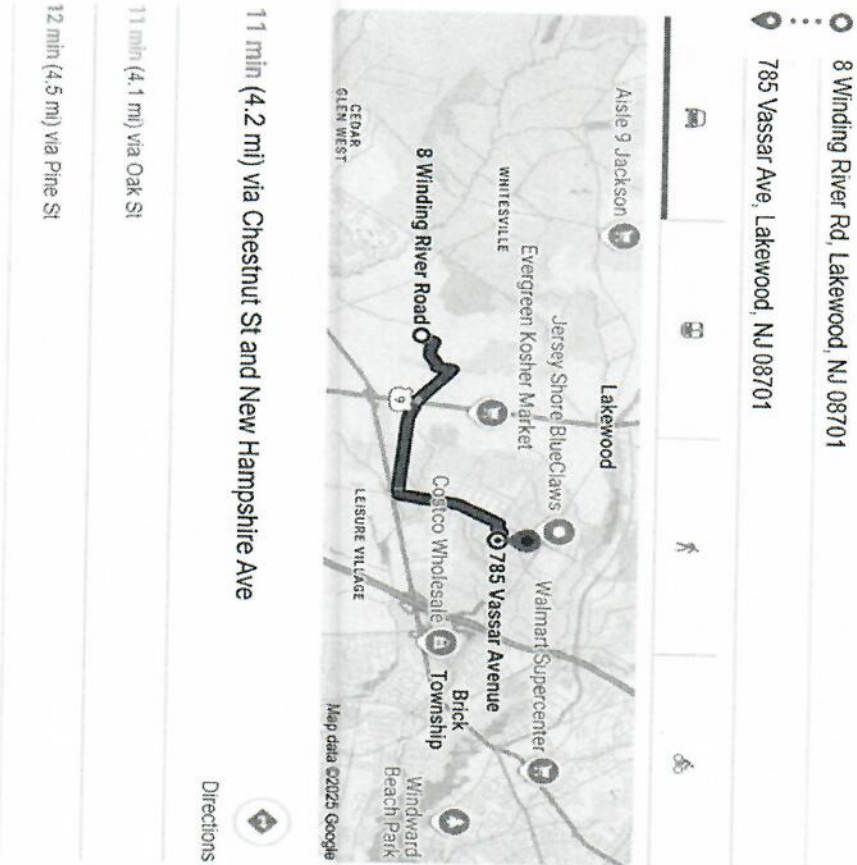 8 Winding River Rd, Lakewood, NJ 08701
785 Vassar Ave, Lakewood, NJ 08701
Aisle 9 Jackson
Lakewood
Jersey Shore BlueClaws
Walmart Supercenter
Evergreen Kosher Market
WHITESVILLE
785 Vassar Avenue
8 Winding River Road
9
Costco Wholesale
Brick
Township
Windward
Beach Park
CEDAR
GLEN WEST
LEISURE VILLAGE
Map data ©2025 Google
11 min (4.2 mi) via Chestnut St and New Hampshire Ave
Directions
11 min (4.1 mi) via Oak St
12 min (4.5 mi) via Pine St